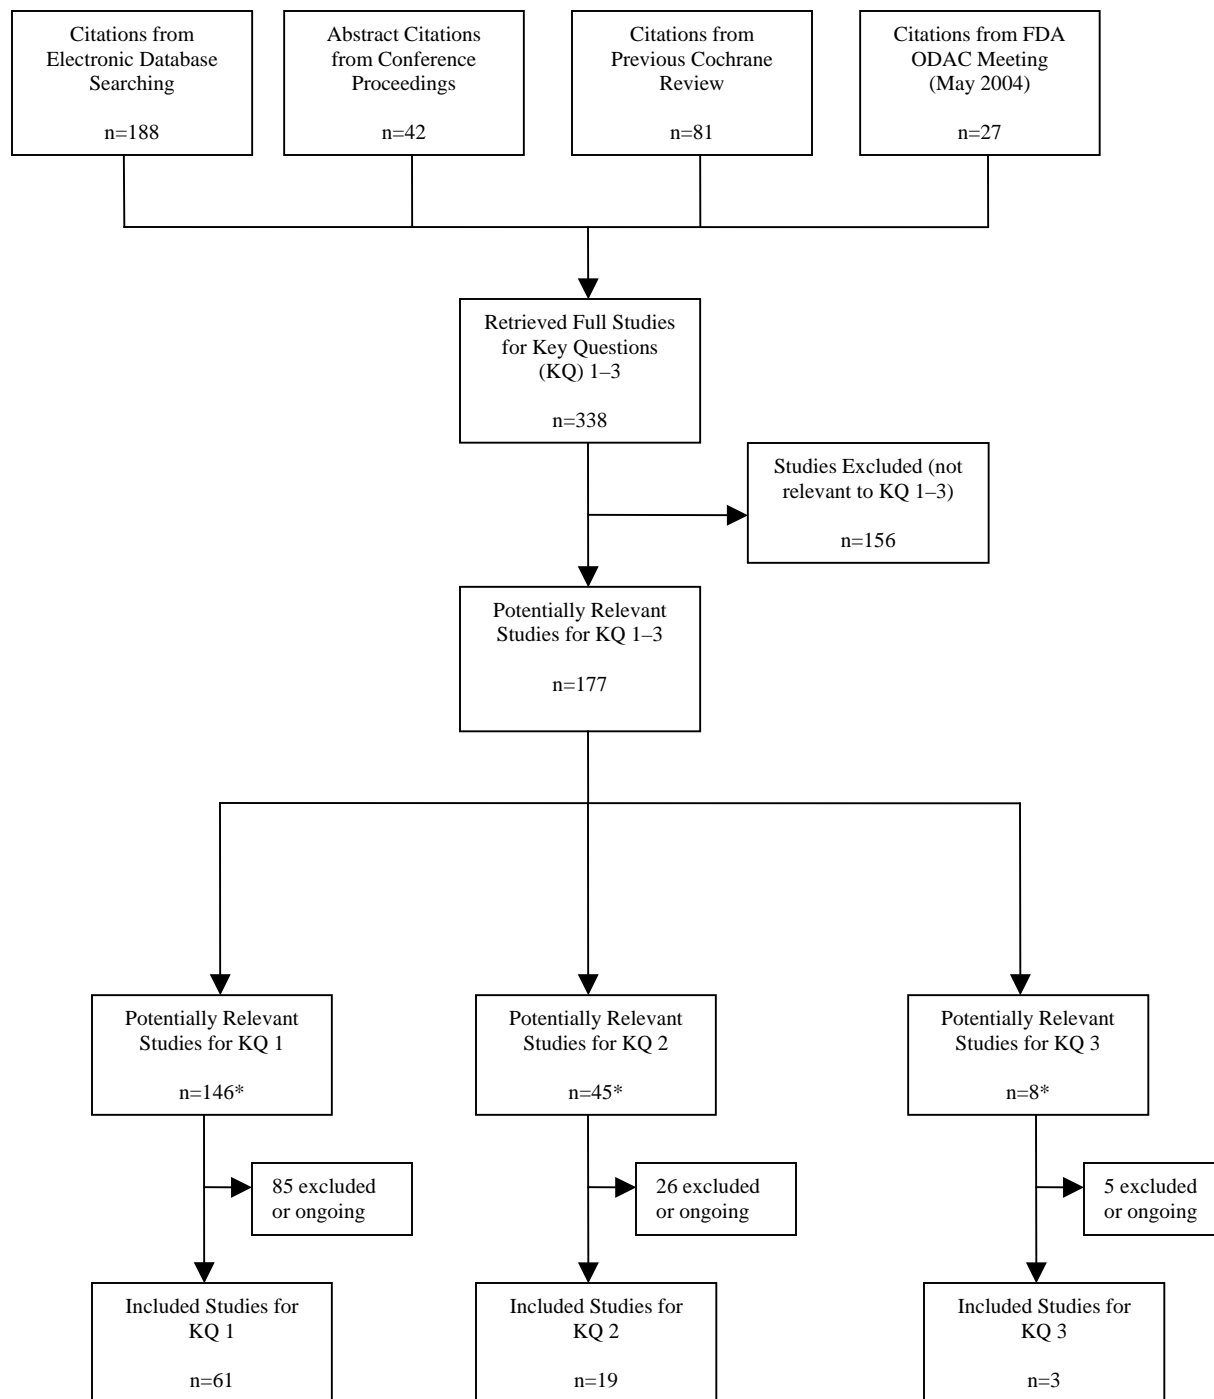 Citations from
Electronic Database
Searching
n=188
Abstract Citations
from Conference
Proceedings
n=42
Citations from
Previous Cochrane
Review
n=81
Citations from FDA
ODAC Meeting
(May 2004)
n=27
Retrieved Full Studies
for Key Questions
(KQ) 1–3
n=338
Studies Excluded (not
relevant to KQ 1–3)
n=156
Potentially Relevant
Studies for KQ 1–3
n=177
Potentially Relevant
Studies for KQ 1
n=146*
Potentially Relevant
Studies for KQ 2
n=45*
Potentially Relevant
Studies for KQ 3
n=8*
85 excluded
or ongoing
26 excluded
or ongoing
5 excluded
or ongoing
Included Studies for
KQ 1
n=61
Included Studies for
KQ 2
n=19
Included Studies for
KQ 3
n=3